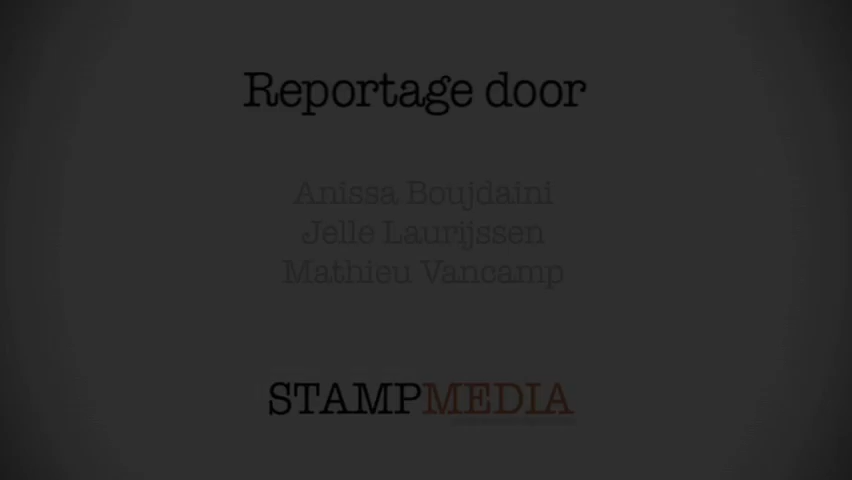 Reportage door
Anissa Boujdaini
Jelle Laurijssen
Mathieu Vancamp
STAMPMEDIA